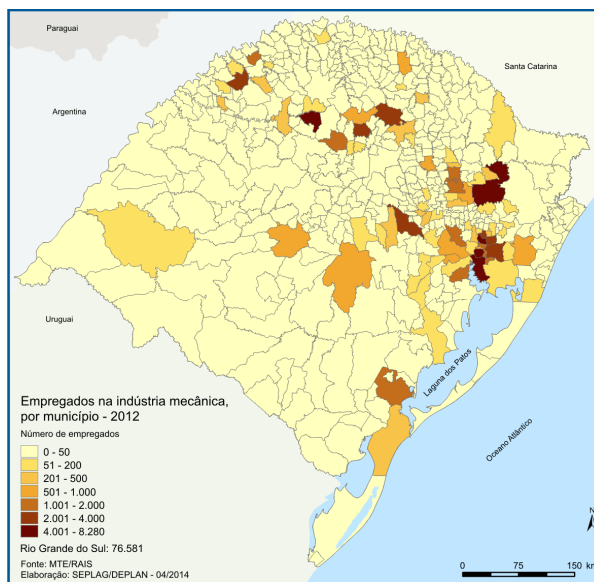 Paraguai
Santa Catarina
Argentina
Uruguai
Laguna dos Patos
Oceano Atlântico
Empregados na indústria mecânica,
por município - 2012
Número de empregados
0 - 50
51 - 200
201 - 500
501 - 1.000
1.001 - 2.000
2.001 - 4.000
4.001 - 8.280
Rio Grande do Sul: 76.581
Fonte: MTE/RAIS
Elaboração: SEPLAG/DEPLAN - 04/2014
N
0 75 150 km